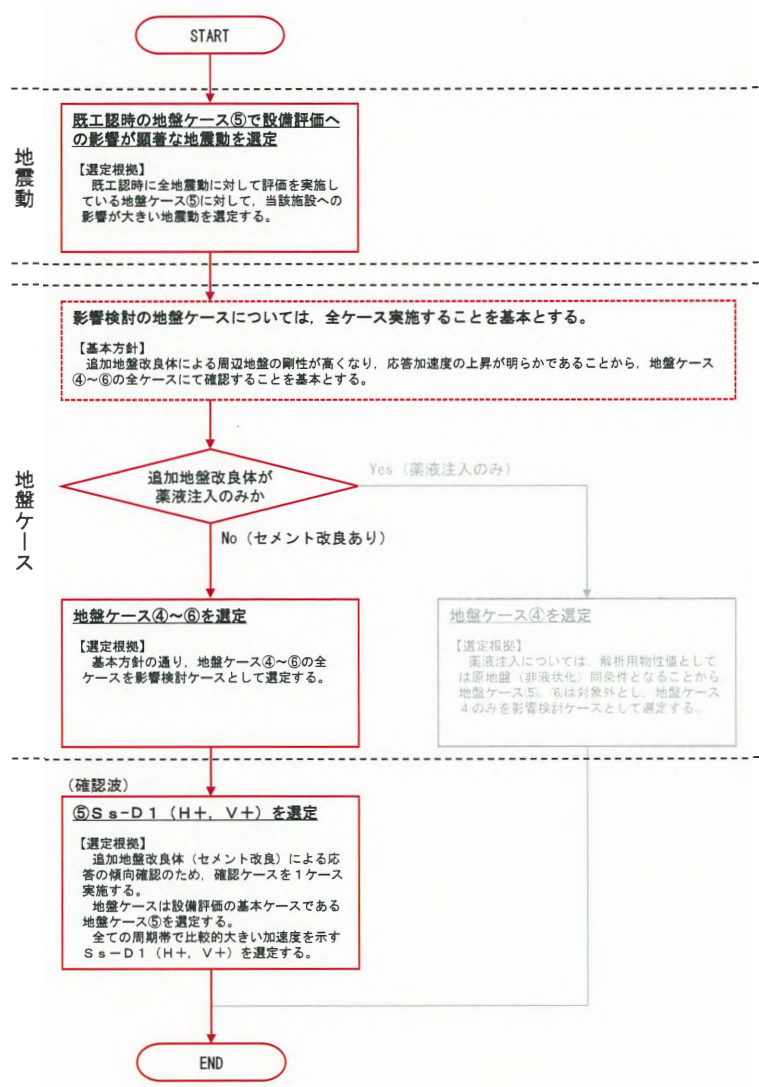 START
地震動
既工認時の地盤ケース⑤で設備評価へ
の影響が顕著な地震動を選定
【選定根拠】
既工認時に全地震動に対して評価を実施し
ている地盤ケース⑤に対して，当該施設への
影響が大きい地震動を選定する。
地盤ケース
影響検討の地盤ケースについては，全ケース実施することを基本とする。
【基本方針】
追加地盤改良体による周辺地盤の剛性が高くなり，応答加速度の上昇が明らかであることから，地盤ケース
④～⑥の全ケースにて確認することを基本とする。
追加地盤改良体が
薬液注入のみか
Yes（薬液注入のみ）
No（セメント改良あり）
地盤ケース④～⑥を選定
【選定根拠】
基本方針の通り，地盤ケース④～⑥の全
ケースを影響検討ケースとして選定する。
地盤ケース④を選定
【選定根拠】
薬液注入については，解析用物性値として
は原地盤（非液状化）同条件となることから，
地盤ケース⑤，⑥は対象外とし，地盤ケース
4のみを影響検討ケースとして選定する。
（確認波）
⑤Ｓｓ－Ｄ１（Ｈ＋，Ｖ＋）を選定
【選定根拠】
追加地盤改良体（セメント改良）による応
答の傾向確認のため，確認ケースを１ケース
実施する。
地盤ケースは設備評価の基本ケースである
地盤ケース⑤を選定する。
全ての周期帯で比較的大きい加速度を示す
Ｓｓ－Ｄ１（Ｈ＋，Ｖ＋）を選定する。
END